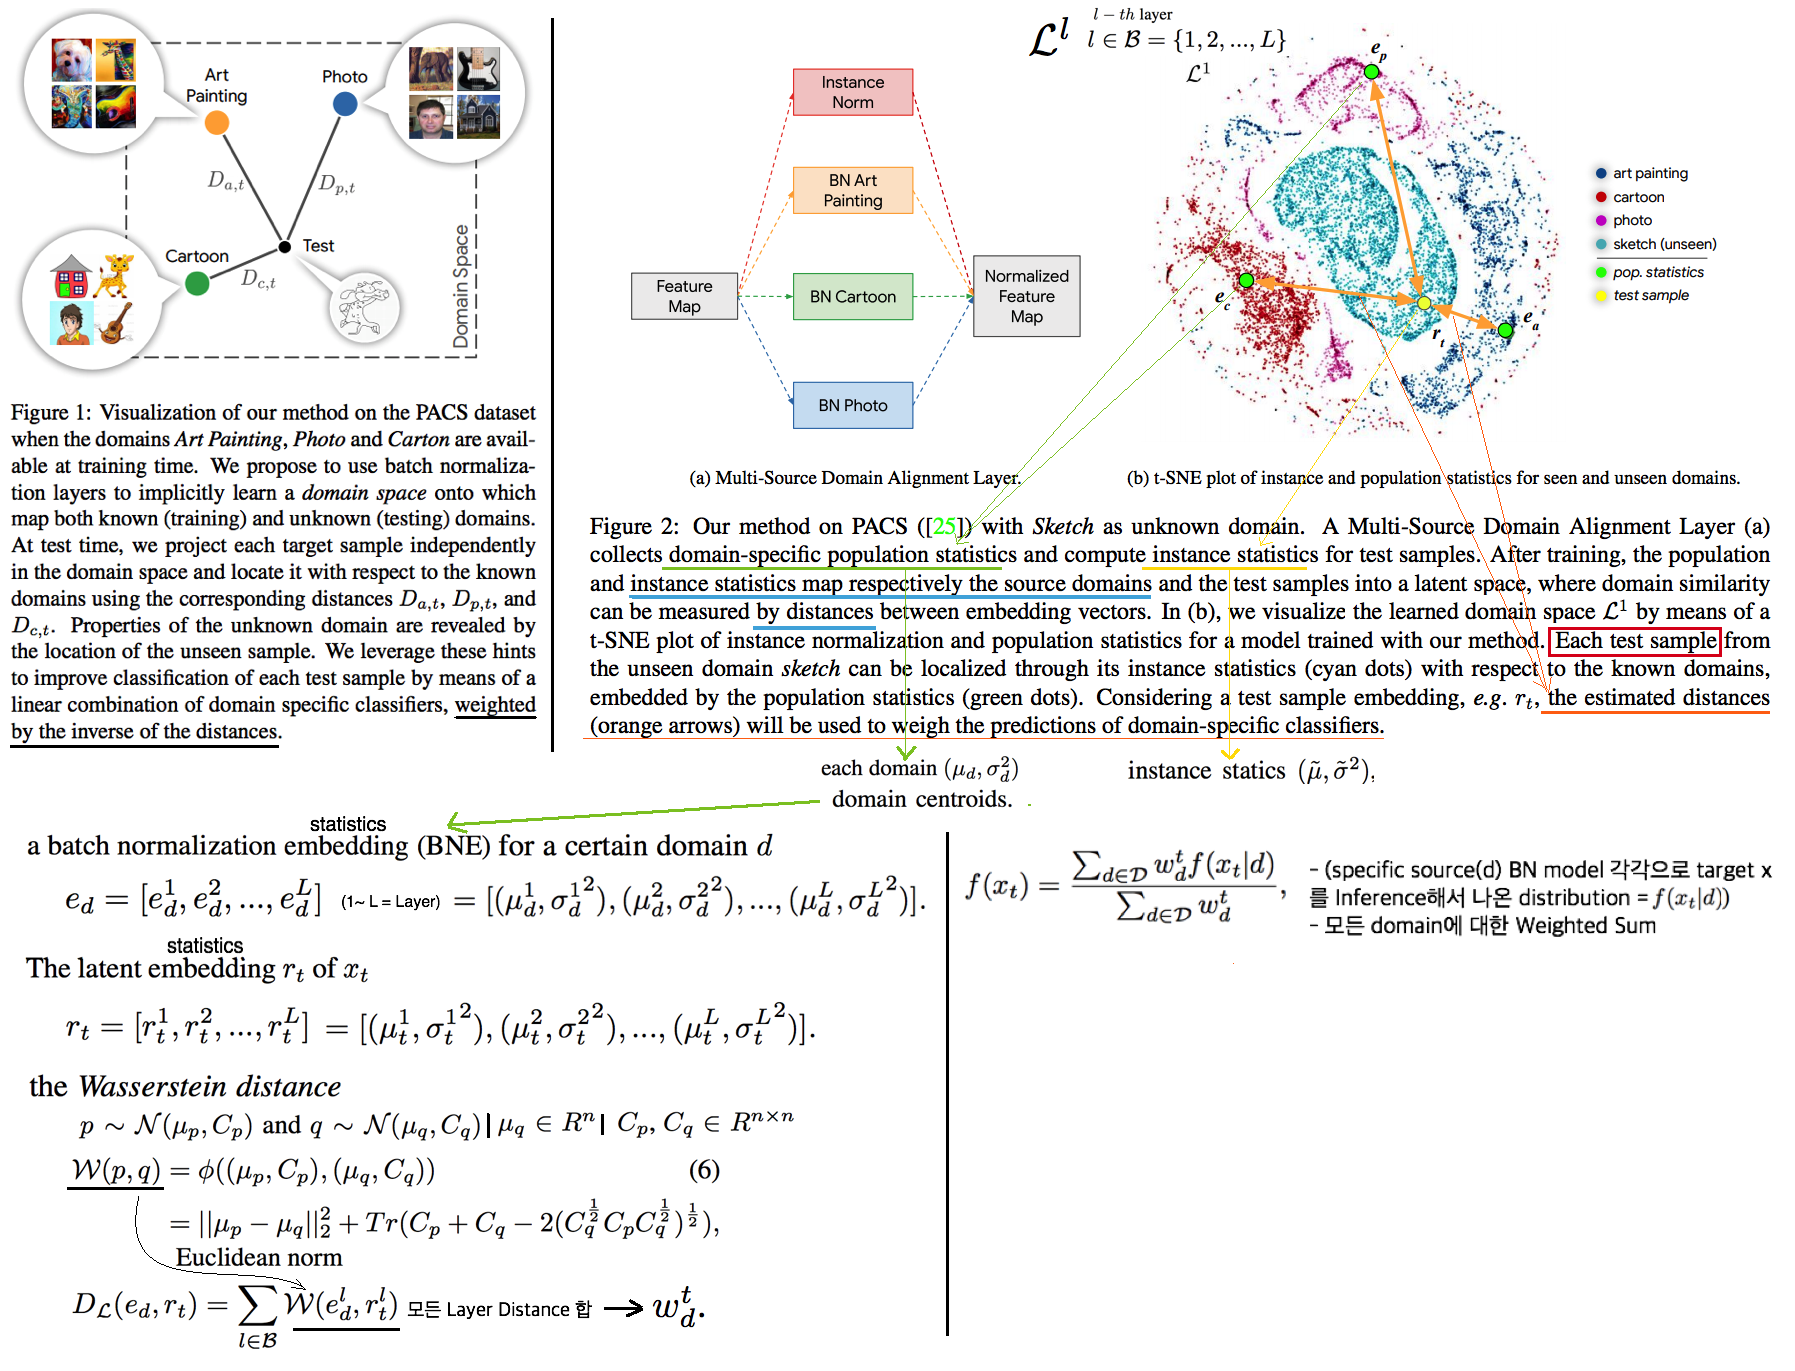 Art
Painting
Photo
D_{a,t}
D_{p,t}
Test
Cartoon
D_{c,t}
Domain Space
Figure 1: Visualization of our method on the PACS dataset
when the domains Art Painting, Photo and Carton are avail-
able at training time. We propose to use batch normaliza-
tion layers to implicitly learn a domain space onto which
map both known (training) and unknown (testing) domains.
At test time, we project each target sample independently
in the domain space and locate it with respect to the known
domains using the corresponding distances D_{a,t}, D_{p,t}, and
D_{c,t}. Properties of the unknown domain are revealed by
the location of the unseen sample. We leverage these hints
to improve classification of each test sample by means of a
linear combination of domain specific classifiers, weighted
by the inverse of the distances.
Instance
Norm
BN Art
Painting
Feature
Map
BN Cartoon
Normalized
Feature
Map
BN Photo
(a) Multi-Source Domain Alignment Layer.
l − th layer
ℒ^l l ∈ ℬ = {1, 2, ..., L}
ℒ^1
e_p
e_c
r_t
e_a
art painting
cartoon
photo
sketch (unseen)
pop. statistics
test sample
(b) t-SNE plot of instance and population statistics for seen and unseen domains.
Figure 2: Our method on PACS ([25]) with Sketch as unknown domain. A Multi-Source Domain Alignment Layer (a)
collects domain-specific population statistics and compute instance statistics for test samples. After training, the population
and instance statistics map respectively the source domains and the test samples into a latent space, where domain similarity
can be measured by distances between embedding vectors. In (b), we visualize the learned domain space ℒ^1 by means of a
t-SNE plot of instance normalization and population statistics for a model trained with our method. Each test sample from
the unseen domain sketch can be localized through its instance statistics (cyan dots) with respect to the known domains,
embedded by the population statistics (green dots). Considering a test sample embedding, e.g. r_t, the estimated distances
(orange arrows) will be used to weigh the predictions of domain-specific classifiers.
each domain (μ_d, σ_d^2)
domain centroids.
instance statics (μ̃, σ̃^2),
statistics
a batch normalization embedding (BNE) for a certain domain d
e_d = [e_d^1, e_d^2, ..., e_d^L] (1~ L = Layer) = [(μ_d^1, σ_d^{1^2}), (μ_d^2, σ_d^{2^2}), ..., (μ_d^L, σ_d^{L^2})].
statistics
The latent embedding r_t of x_t
r_t = [r_t^1, r_t^2, ..., r_t^L] = [(μ_t^1, σ_t^{1^2}), (μ_t^2, σ_t^{2^2}), ..., (μ_t^L, σ_t^{L^2})].
the Wasserstein distance
p ∼ 𝒩(μ_p, C_p) and q ∼ 𝒩(μ_q, C_q) | μ_q ∈ R^n | C_p, C_q ∈ R^{n×n}
𝒲(p, q) = ϕ((μ_p, C_p), (μ_q, C_q)) (6)
= ||μ_p − μ_q||_2^2 + Tr(C_p + C_q − 2(C_q^{1/2} C_p C_q^{1/2})^{1/2}),
Euclidean norm
D_ℒ(e_d, r_t) = ∑_{l∈ℬ} 𝒲(e_d^l, r_t^l) 모든 Layer Distance 합 → w_d^t.
f(x_t) = \frac{∑_{d∈𝒟} w_d^t f(x_t|d)}{∑_{d∈𝒟} w_d^t},
- (specific source(d) BN model 각각으로 target x
를 Inference해서 나온 distribution = f(x_t|d))
- 모든 domain에 대한 Weighted Sum